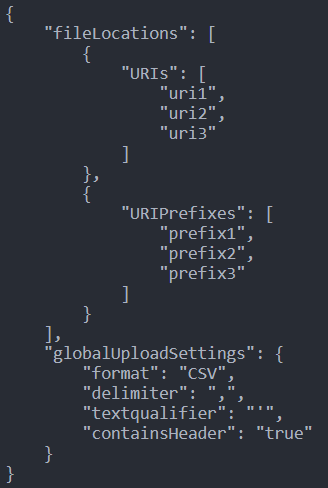 {
    "fileLocations": [
        {
            "URIs": [
                "uri1",
                "uri2",
                "uri3"
            ]
        },
        {
            "URIPrefixes": [
                "prefix1",
                "prefix2",
                "prefix3"
            ]
        }
    ],
    "globalUploadSettings": {
        "format": "CSV",
        "delimiter": ",",
        "textqualifier": "'",
        "containsHeader": "true"
    }
}